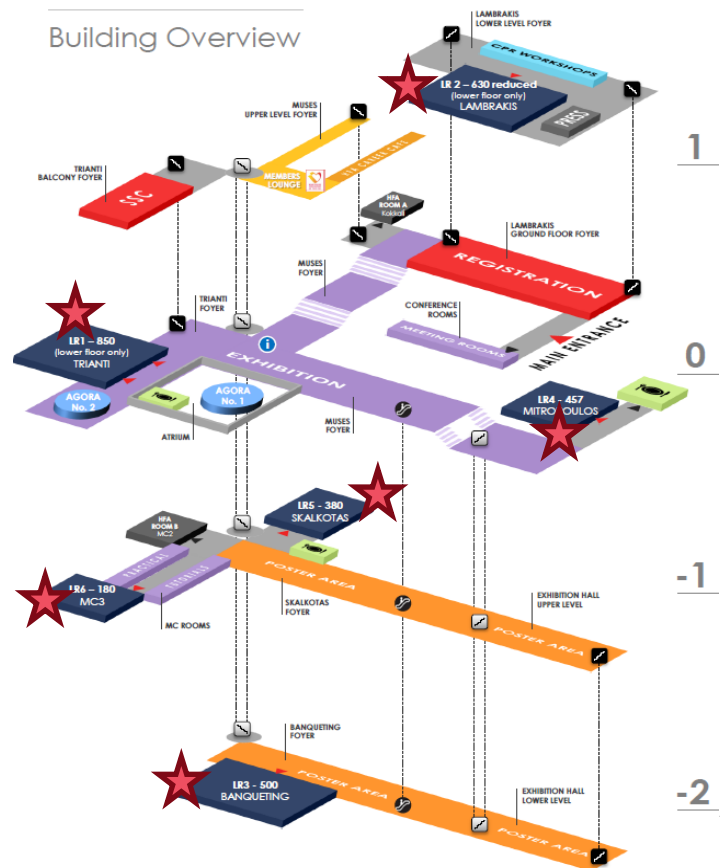 Building Overview
LAMBRAKIS
LOWER LEVEL FOYER
CPR WORKSHOPS
LR 2 – 630 reduced
(lower floor only)
LAMBRAKIS
PRESS
MUSES
UPPER LEVEL FOYER
1
TRIANTI
BALCONY FOYER
MEMBERS
LOUNGE
SSC
HFA
ROOM A
Kokkali
LAMBRAKIS
GROUND FLOOR FOYER
REGISTRATION
MUSES
FOYER
TRIANTI
FOYER
CONFERENCE
ROOMS
MEETING ROOMS
MAIN ENTRANCE
0
LR1 – 850
(lower floor only)
TRIANTI
i
EXHIBITION
AGORA
No. 2
AGORA
No. 1
LR4 - 457
MITROPOULOS
ATRIUM
MUSES
FOYER
LR5 - 380
SKALKOTAS
HFA
ROOM B
MC2
PRACTICAL
TUTORIALS
POSTER AREA
-1
LR6 – 180
MC3
SKALKOTAS
FOYER
EXHIBITION HALL
UPPER LEVEL
MC ROOMS
POSTER AREA
BANQUETING
FOYER
LR3 - 500
BANQUETING
POSTER AREA
EXHIBITION HALL
LOWER LEVEL
-2
POSTER AREA